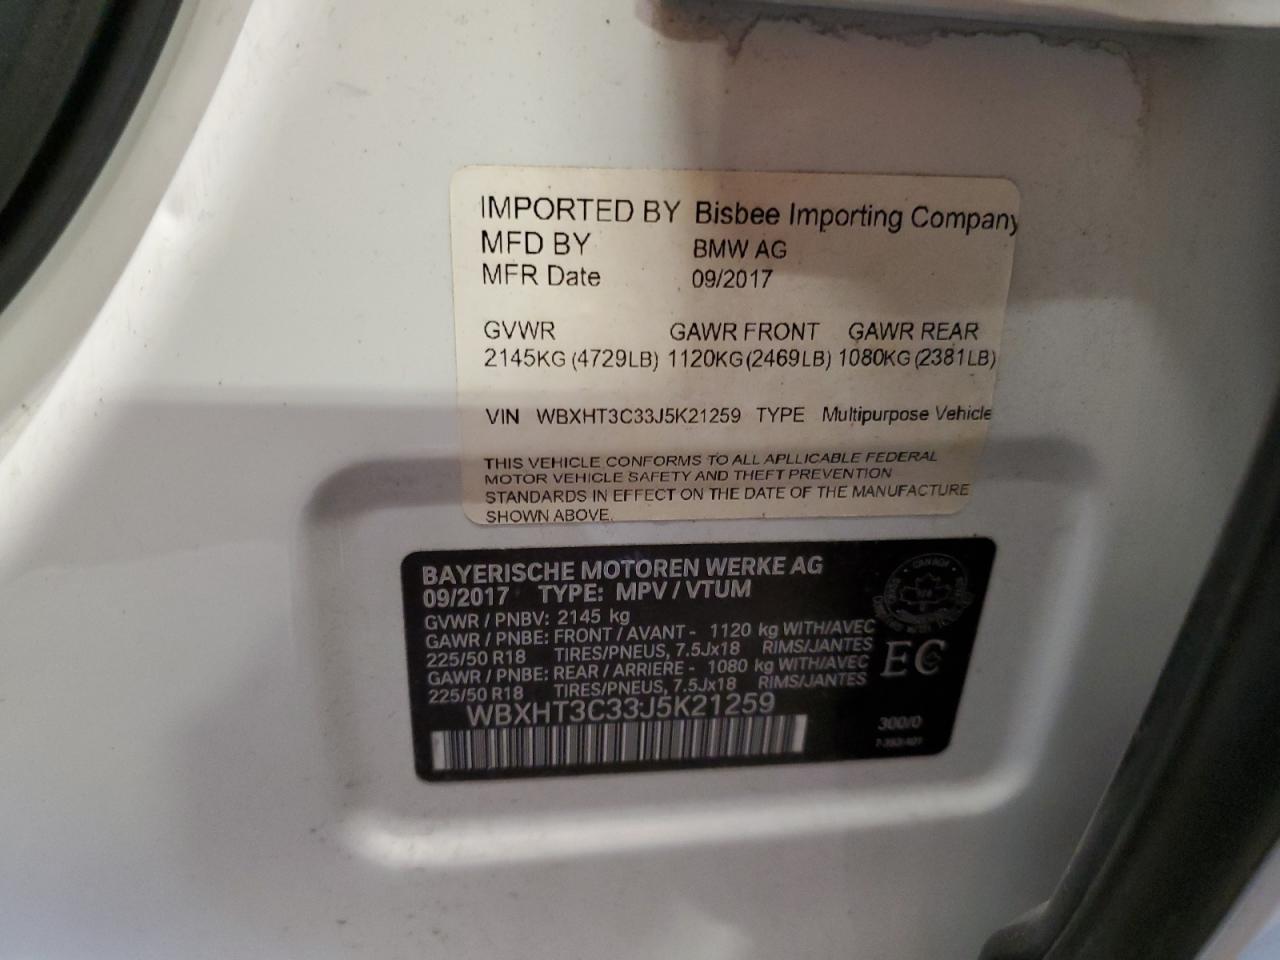 IMPORTED BY Bisbee Importing Company
MFD BY BMW AG
MFR Date 09/2017
GVWR GAWR FRONT GAWR REAR
2145KG (4729LB) 1120KG (2469LB) 1080KG (2381LB)
VIN WBXHT3C33J5K21259 TYPE Multipurpose Vehicle
THIS VEHICLE CONFORMS TO ALL APLLICABLE FEDERAL
MOTOR VEHICLE SAFETY AND THEFT PREVENTION
STANDARDS IN EFFECT ON THE DATE OF THE MANUFACTURE
SHOWN ABOVE.
BAYERISCHE MOTOREN WERKE AG
09/2017 TYPE: MPV / VTUM
GVWR / PNBV: 2145 kg
GAWR / PNBE: FRONT / AVANT - 1120 kg WITH/AVEC
225/50 R18 TIRES/PNEUS, 7.5Jx18 RIMS/JANTES
GAWR / PNBE: REAR / ARRIERE - 1080 kg WITH/AVEC
225/50 R18 TIRES/PNEUS, 7.5Jx18 RIMS/JANTES
WBXHT3C33J5K21259
CANADA
EC
300/0